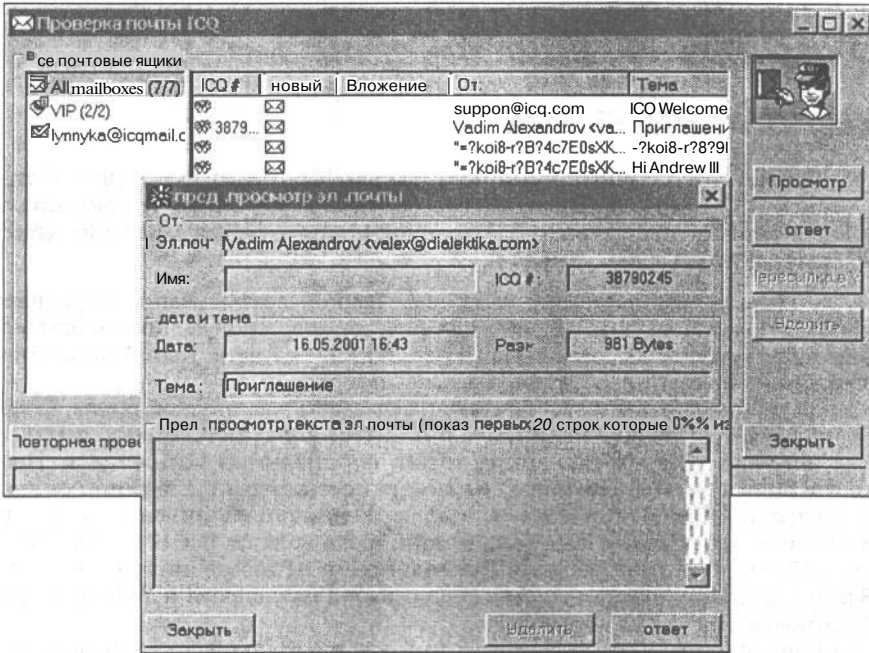 Проверка почты ICQ
Все почтовые ящики
All mailboxes (7/7)
VIP (2/2)
lynnyka@icqmail.c
ICQ # новый Вложение От: Тема
suppon@icq.com ICO Welcome
3879... Vadim Alexandrov <va... Приглашени
"=?koi8-r?B?4c7E0sXK... -?koi8-r?8?9I
"=?koi8-r?B?4c7E0sXK... Hi Andrew III
Просмотр
ответ
Удалить
Закрыть
Повторная прове
пред .просмотр эл .почты
От:
Эл.поч: Vadim Alexandrov <valex@dialektika.com>
Имя: ICQ #: 38790245
дата и тема
Дата: 16.05.2001 16:43 Разм 981 Bytes
Тема: Приглашение
Прел .просмотр текста эл почты (показ первых 20 строк которые 0%% из
Закрыть Удалить ответ